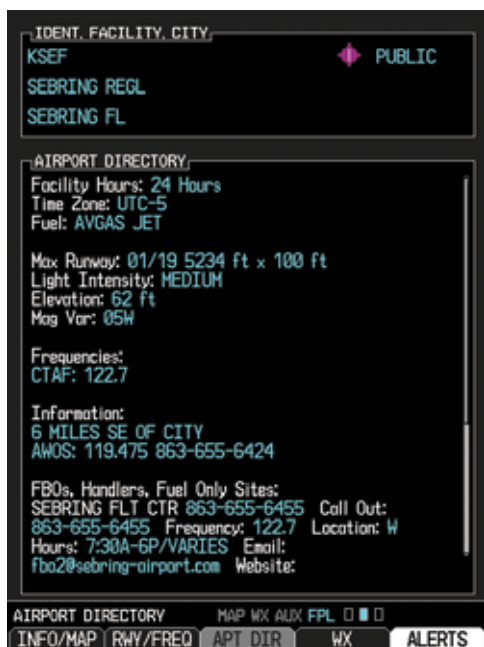 IDENT, FACILITY, CITY
KSEF PUBLIC
SEBRING REGL
SEBRING FL
AIRPORT DIRECTORY
Facility Hours: 24 Hours
Time Zone: UTC-5
Fuel: AVGAS JET
Max Runway: 01/19 5234 ft x 100 ft
Light Intensity: MEDIUM
Elevation: 62 ft
Mag Var: 05W
Frequencies:
CTAF: 122.7
Information:
6 MILES SE OF CITY
AWOS: 119.475 863-655-6424
FBOs, Handlers, Fuel Only Sites:
SEBRING FLT CTR 863-655-6455 Call Out:
863-655-6455 Frequency: 122.7 Location: W
Hours: 7:30A-6P/VARIES Email:
fbo2@sebring-airport.com Website:
AIRPORT DIRECTORY MAP WX AUX FPL
INFO/MAP RWY/FREQ APT DIR WX ALERTS